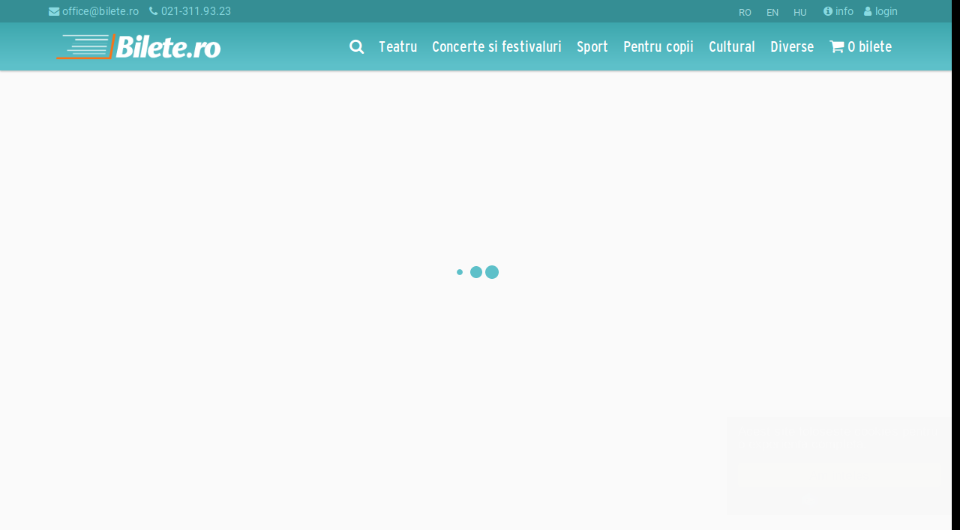 office@bilete.ro 021-311.93.23 RO EN HU info login
Bilete.ro Teatru Concerte si festivaluri Sport Pentru copii Cultural Diverse 0 bilete